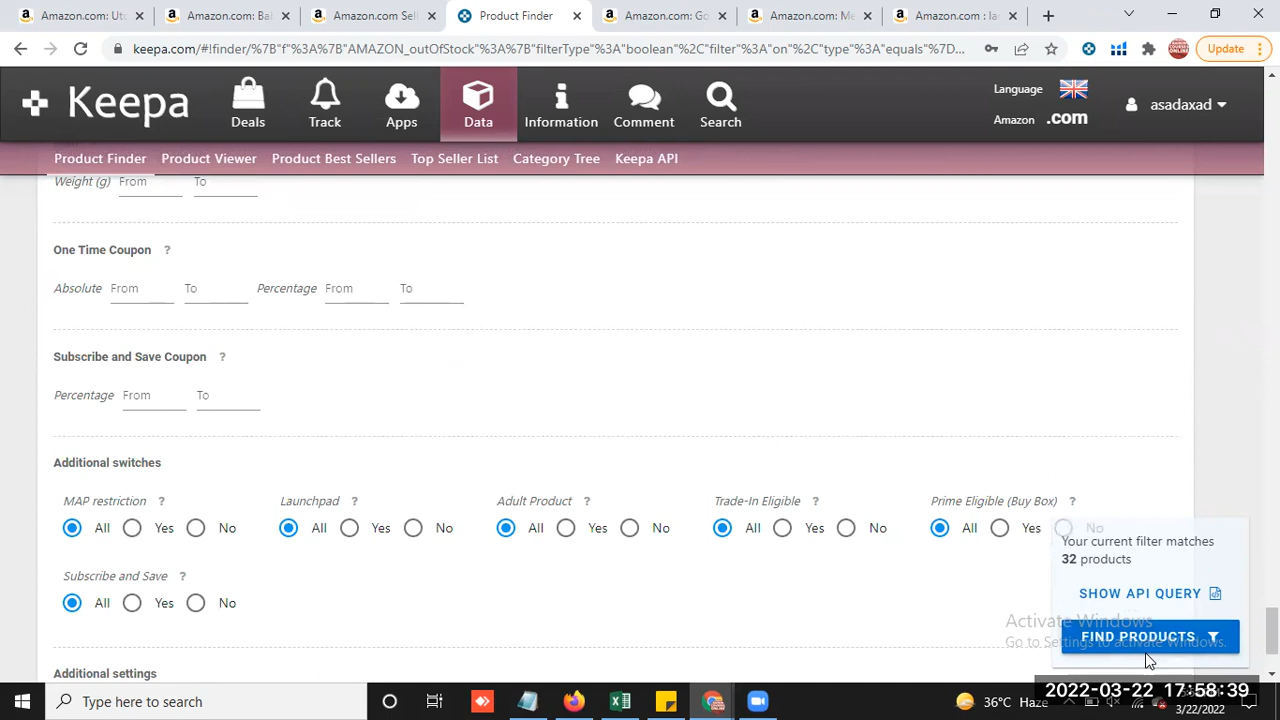 Amazon.com: Uto
Amazon.com: Bal
Amazon.com Sell
Product Finder
Amazon.com: Go
Amazon.com: Me
Amazon.com : la
keepa.com/#!finder/%7B"f"%3A%7B"AMAZON_outOfStock"%3A%7B"filterType"%3A"boolean"%2C"filter"%3A"on"%2C"type"%3A"equals"%7D...
Update
Keepa
Deals
Track
Apps
Data
Information
Comment
Search
Language
Amazon .com
asadaxad
Product Finder Product Viewer Product Best Sellers Top Seller List Category Tree Keepa API
Weight (g) From To
One Time Coupon ?
Absolute From To Percentage From To
Subscribe and Save Coupon ?
Percentage From To
Additional switches
MAP restriction ? Launchpad ? Adult Product ? Trade-In Eligible ? Prime Eligible (Buy Box) ?
All Yes No All Yes No All Yes No All Yes No All Yes No
Your current filter matches
32 products
Subscribe and Save ?
All Yes No
SHOW API QUERY
Activate Windows
Go to Settings to activate Windows.
FIND PRODUCTS
Additional settings
2022-03-22 17:58:39
Type here to search
36°C Haze
3/22/2022